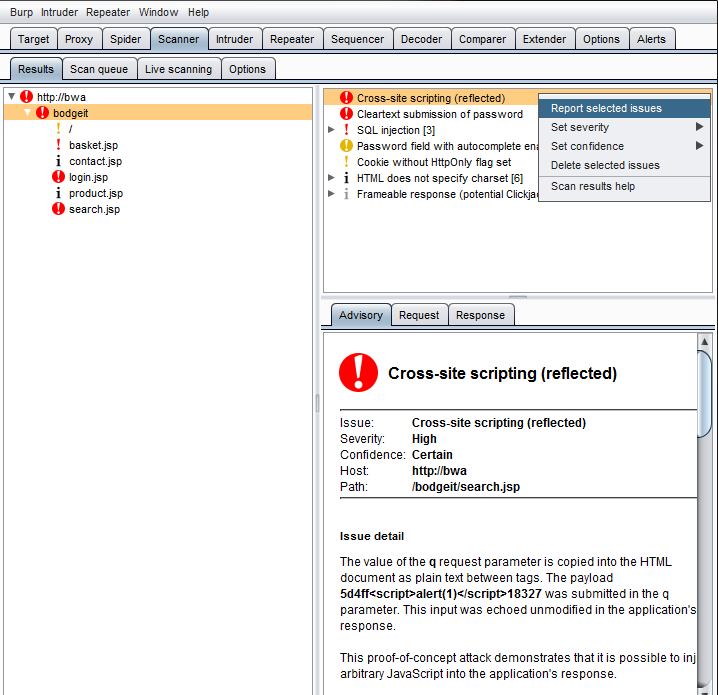 Burp Intruder Repeater Window Help
Target Proxy Spider Scanner Intruder Repeater Sequencer Decoder Comparer Extender Options Alerts
Results Scan queue Live scanning Options
http://bwa
bodgeit
/
basket.jsp
contact.jsp
login.jsp
product.jsp
search.jsp
Cross-site scripting (reflected)
Cleartext submission of password
SQL injection [3]
Password field with autocomplete
Cookie without HttpOnly flag set
HTML does not specify charset [6]
Frameable response (potential
Report selected issues
Set severity
Set confidence
Delete selected issues
Scan results help
Advisory Request Response
Cross-site scripting (reflected)
Issue: Cross-site scripting (reflected)
Severity: High
Confidence: Certain
Host: http://bwa
Path: /bodgeit/search.jsp
Issue detail
The value of the q request parameter is copied into the HTML
document as plain text between tags. The payload
5d4ff<script>alert(1)</script>18327 was submitted in the q
parameter. This input was echoed unmodified in the application's
response.
This proof-of-concept attack demonstrates that it is possible to inj
arbitrary JavaScript into the application's response.